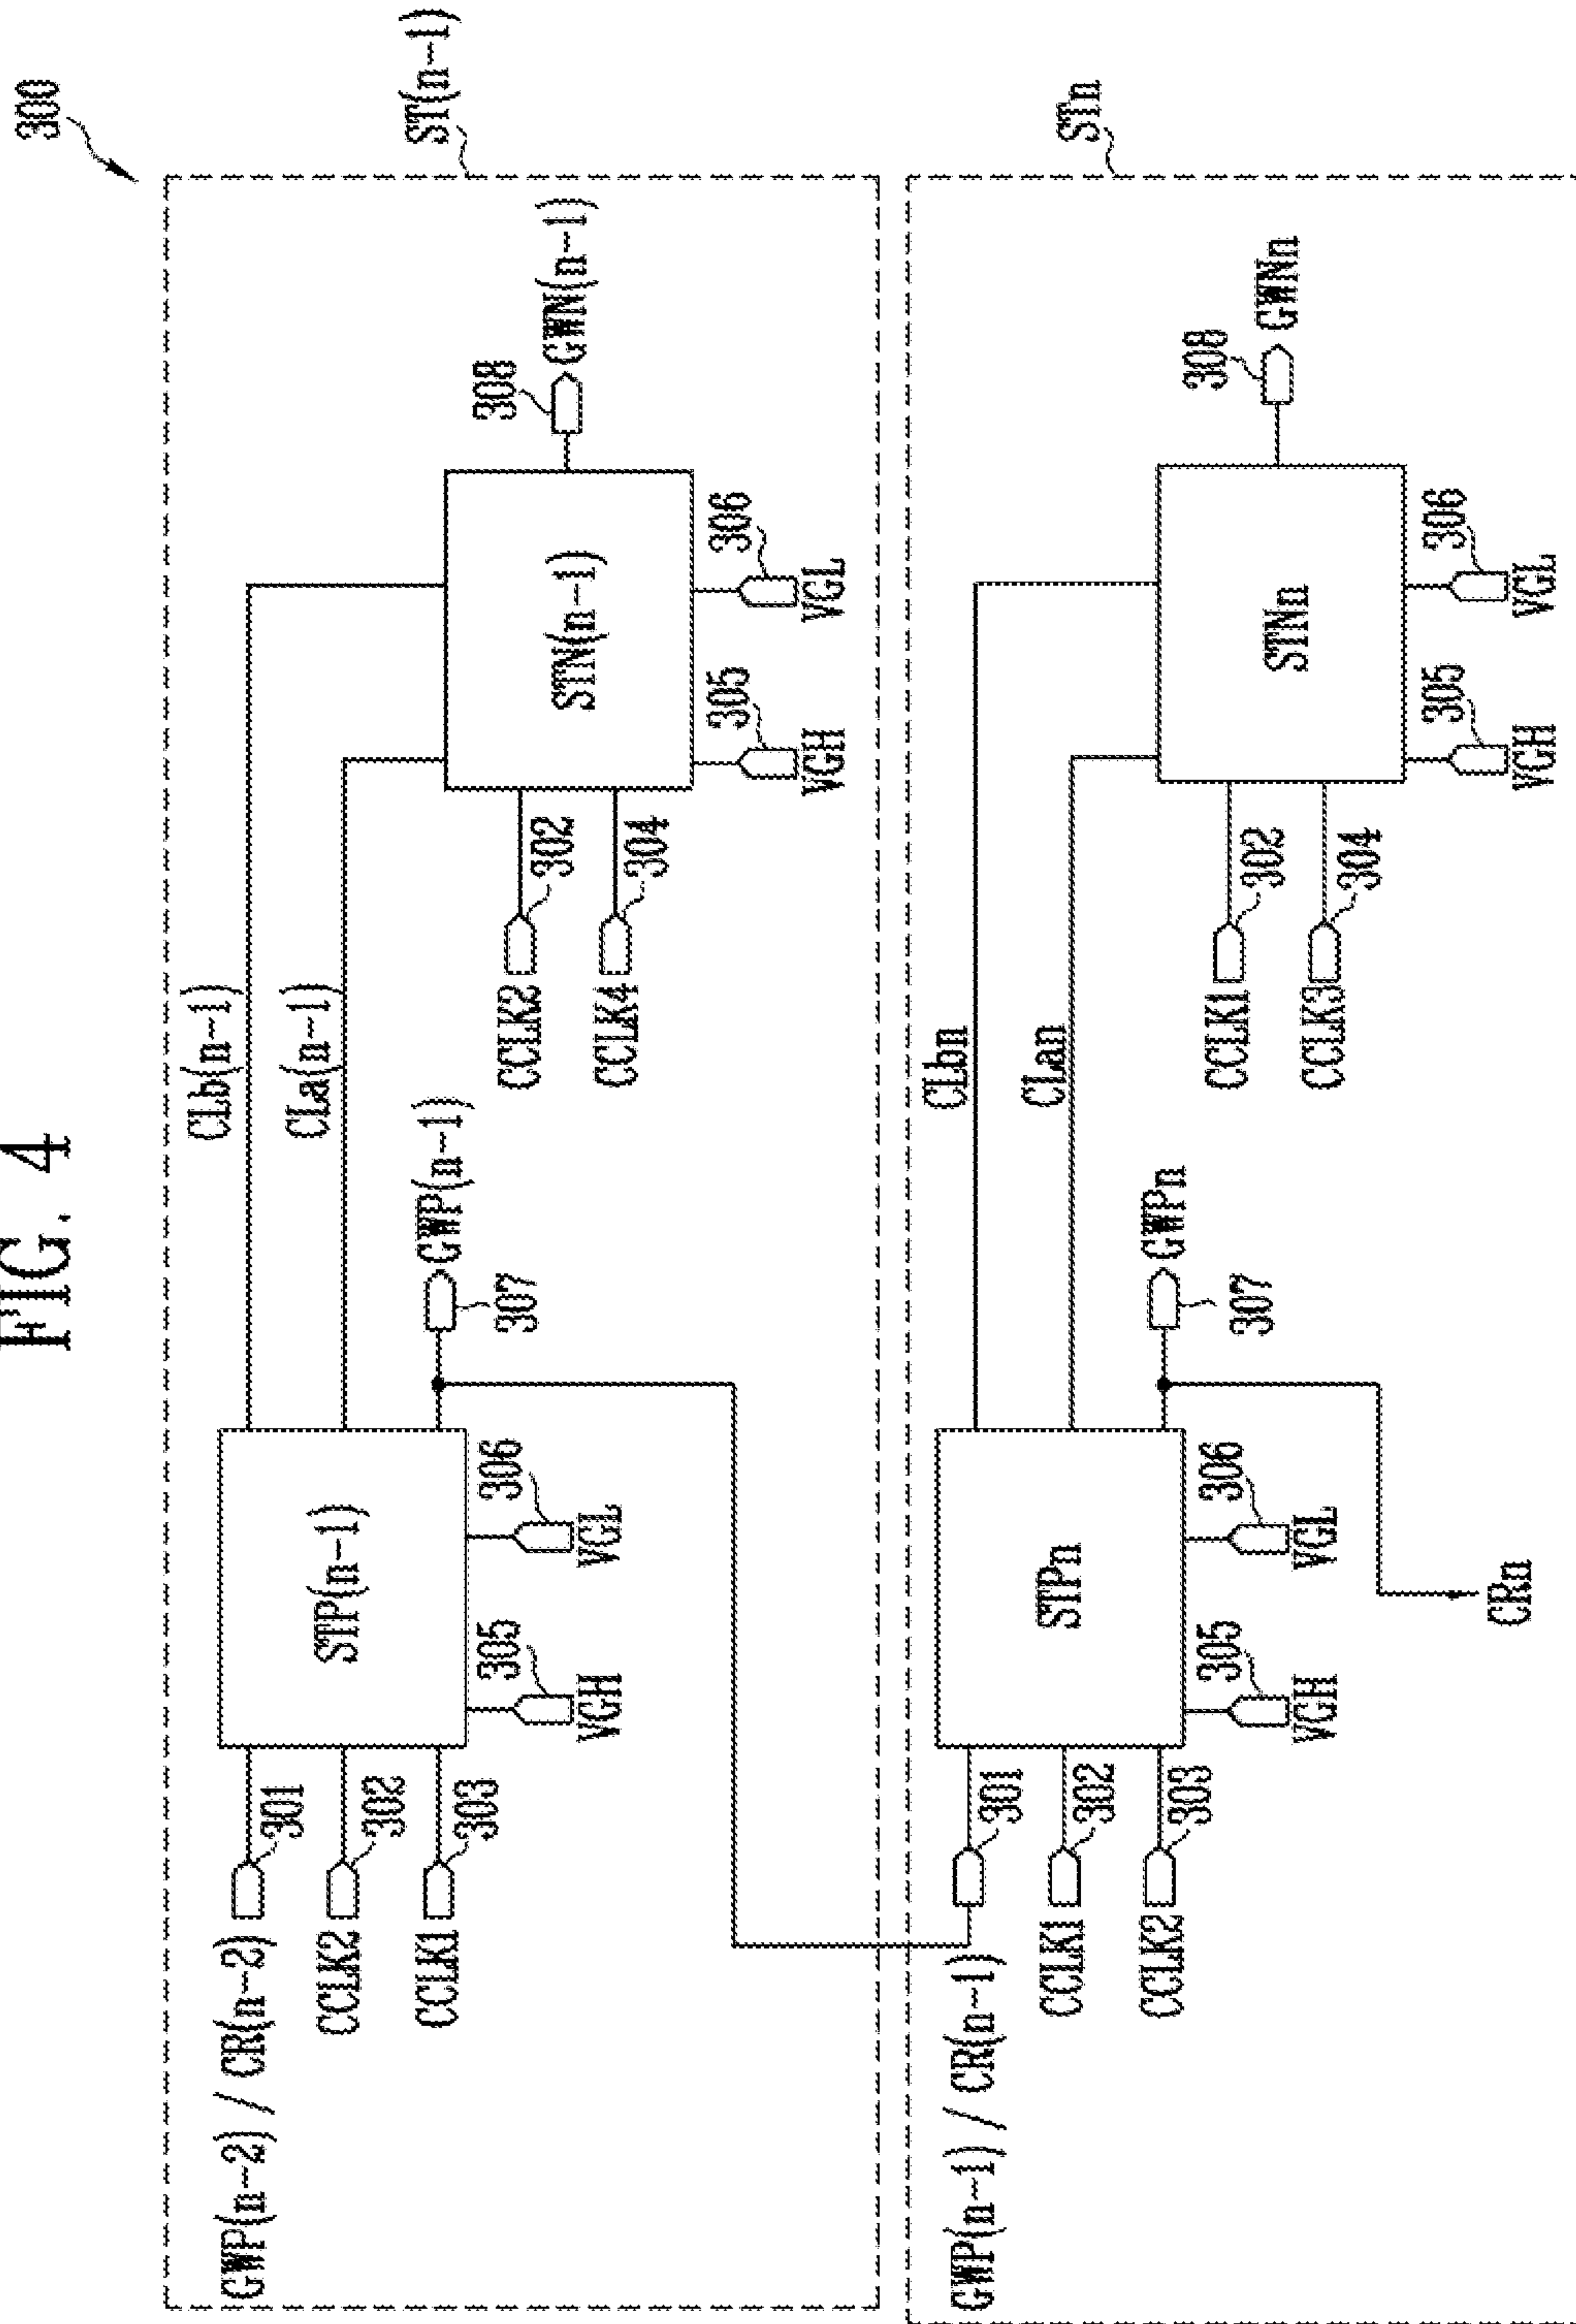 FIG. 4
300
ST(n-1)
GWP(n-2) / CR(n-2)
301
CCLK2
302
CCLK1
303
STP(n-1)
VGH
305
VGL
306
CLb(n-1)
CLa(n-1)
GWP(n-1)
307
CCLK2
302
CCLK4
304
STN(n-1)
VGH
305
VGL
306
308
GWN(n-1)
STn
GWP(n-1) / CR(n-1)
301
CCLK1
302
CCLK2
303
STPn
VGH
305
VGL
306
CRn
CLbn
CLan
GWPn
307
CCLK1
302
CCLK3
304
STNn
VGH
305
VGL
306
308
GWNn